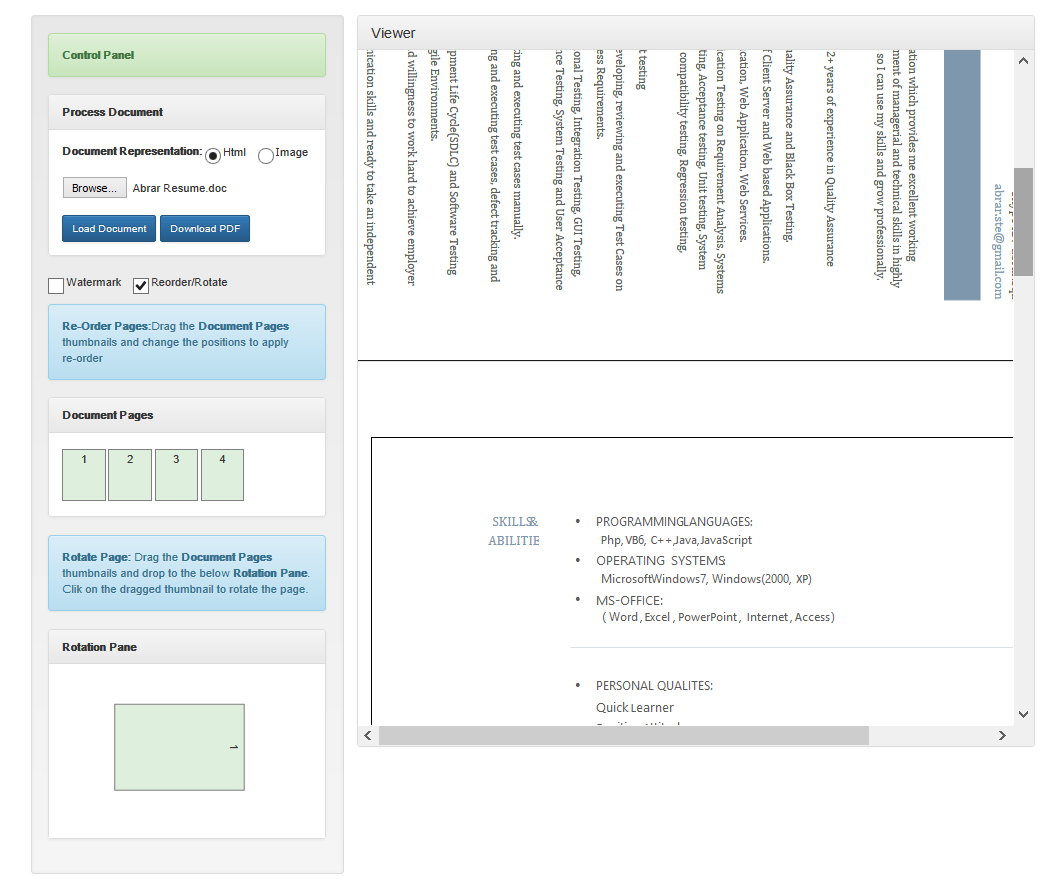 Control Panel
Process Document
Document Representation: Html Image
Browse... Abrar Resume.doc
Load Document Download PDF
Watermark Reorder/Rotate
Re-Order Pages:Drag the Document Pages
thumbnails and change the positions to apply
re-order
Document Pages
1 2 3 4
Rotate Page: Drag the Document Pages
thumbnails and drop to the below Rotation Pane.
Clik on the dragged thumbnail to rotate the page.
Rotation Pane
1
Viewer
abrar.ste@gmail.com
ation which provides me excellent working
ment of managerial and technical skills in highly
so I can use my skills and grow professionally.
2+ years of experience in Quality Assurance
uality Assurance and Black Box Testing.
f Client Server and Web based Applications.
ication, Web Application, Web Services.
ication Testing on Requirement Analysis, Systems
ting, Acceptance testing, Unit testing, System
compatibility testing, Regression testing,
t testing
eveloping, reviewing and executing Test Cases on
ess Requirements.
onal Testing, Integration Testing, GUI Testing,
nce Testing, System Testing and User Acceptance
ing and executing test cases manually.
ng and executing test cases, defect tracking and
pment Life Cycle(SDLC) and Software Testing
gile Environments.
d willingness to work hard to achieve employer
nication skills and ready to take an independent
SKILLS&
ABILITIE
• PROGRAMMINGLANGUAGES:
Php, VB6, C++,Java,JavaScript
• OPERATING SYSTEMS
MicrosoftWindows7, Windows(2000, XP)
• MS-OFFICE:
( Word , Excel , PowerPoint , Internet , Access )
• PERSONAL QUALITES:
Quick Learner